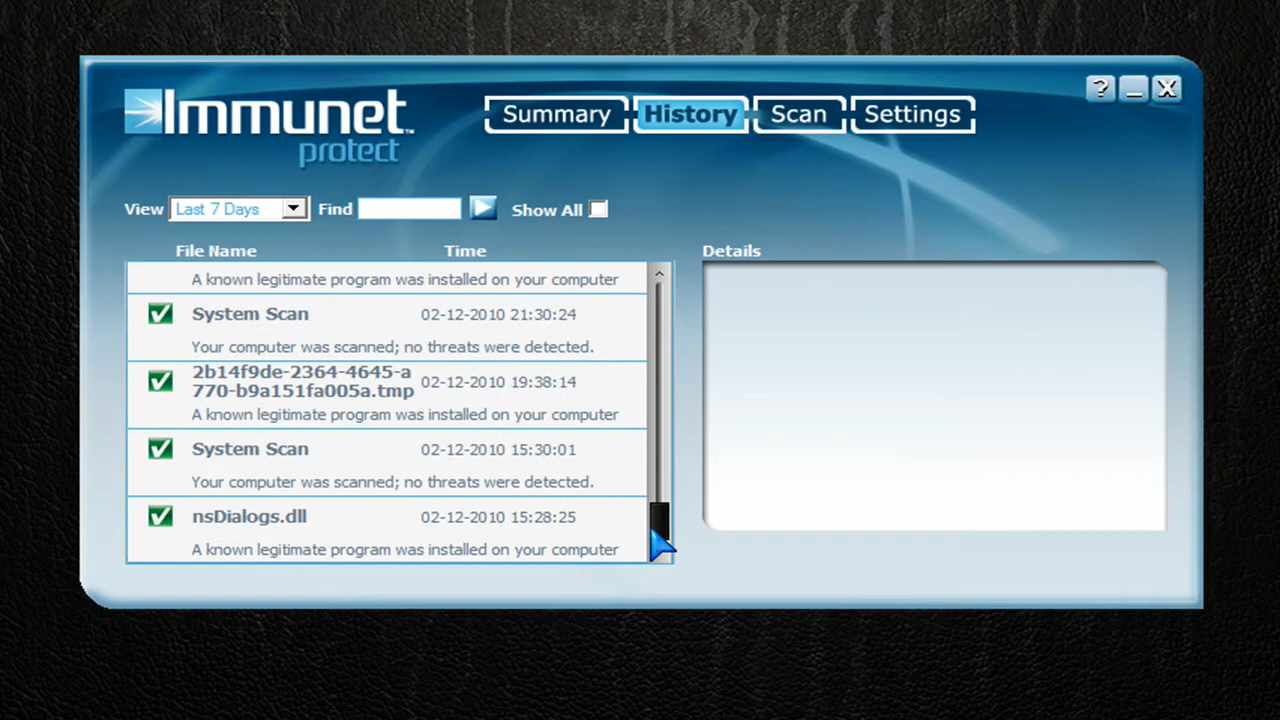 Immunet™
protect
Summary
History
Scan
Settings
?
_
X
View
Last 7 Days
Find
Show All
File Name
Time
Details
A known legitimate program was installed on your computer
System Scan
02-12-2010 21:30:24
Your computer was scanned; no threats were detected.
2b14f9de-2364-4645-a
770-b9a151fa005a.tmp
02-12-2010 19:38:14
A known legitimate program was installed on your computer
System Scan
02-12-2010 15:30:01
Your computer was scanned; no threats were detected.
nsDialogs.dll
02-12-2010 15:28:25
A known legitimate program was installed on your computer